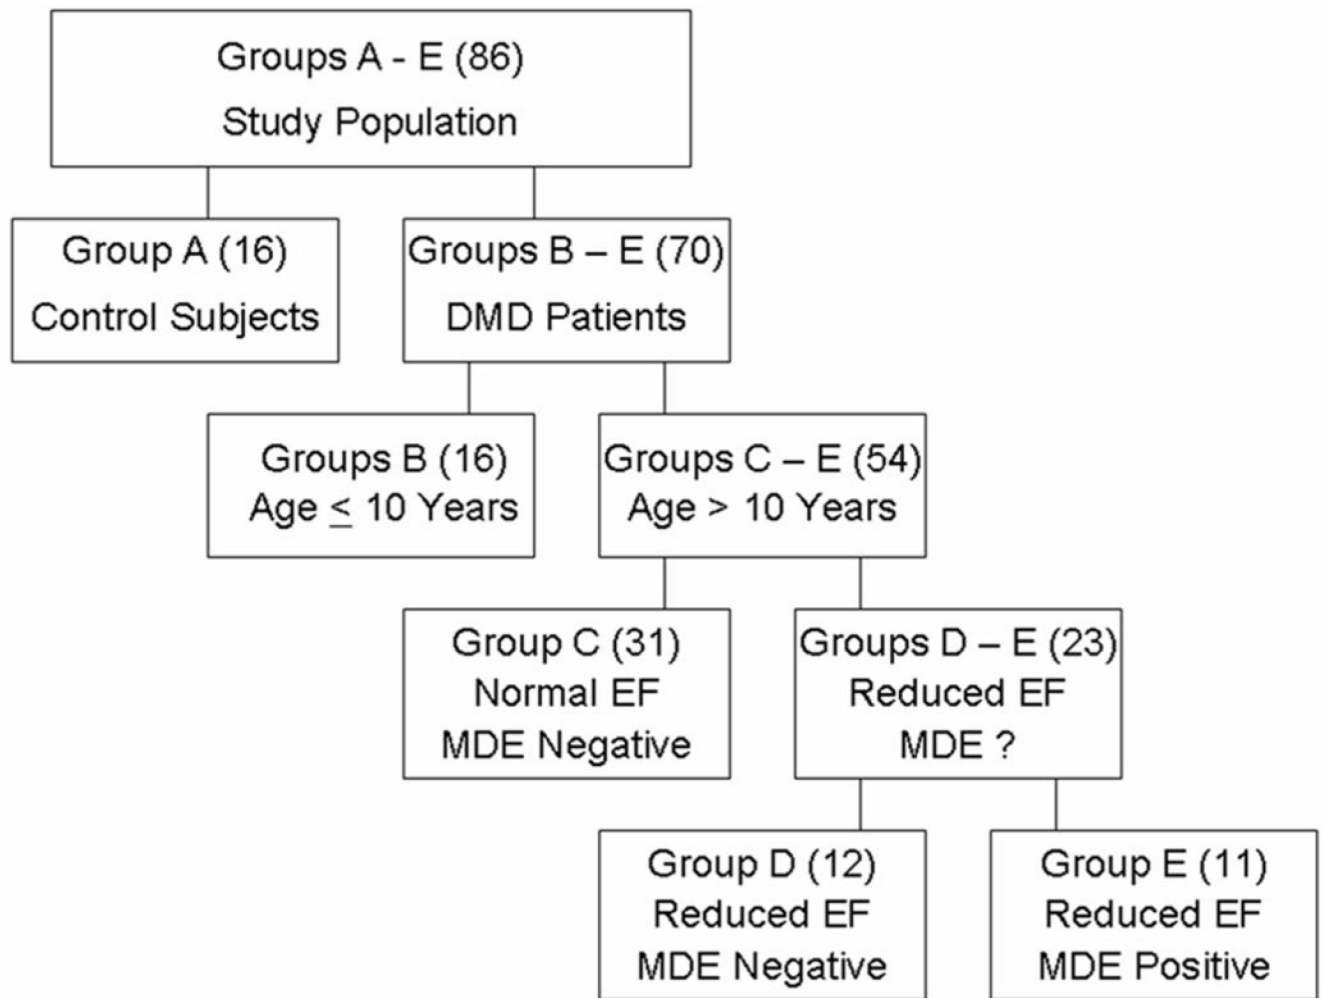 Groups A - E (86)
Study Population
Group A (16)
Control Subjects
Groups B – E (70)
DMD Patients
Groups B (16)
Age ≤ 10 Years
Groups C – E (54)
Age > 10 Years
Group C (31)
Normal EF
MDE Negative
Groups D – E (23)
Reduced EF
MDE ?
Group D (12)
Reduced EF
MDE Negative
Group E (11)
Reduced EF
MDE Positive